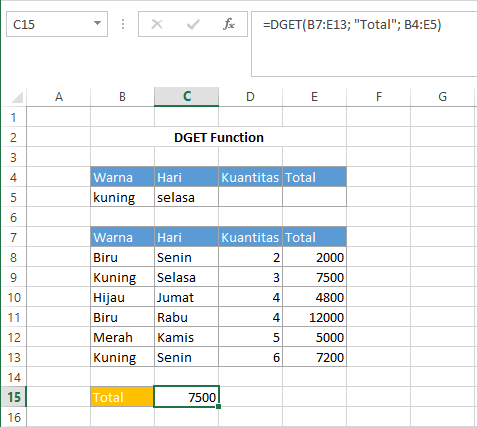 C15 fx =DGET(B7:E13; "Total"; B4:E5)
A B C D E F G
1
2 DGET Function
3
4 Warna Hari Kuantitas Total
5 kuning selasa
6
7 Warna Hari Kuantitas Total
8 Biru Senin 2 2000
9 Kuning Selasa 3 7500
10 Hijau Jumat 4 4800
11 Biru Rabu 4 12000
12 Merah Kamis 5 5000
13 Kuning Senin 6 7200
14
15 Total 7500
16